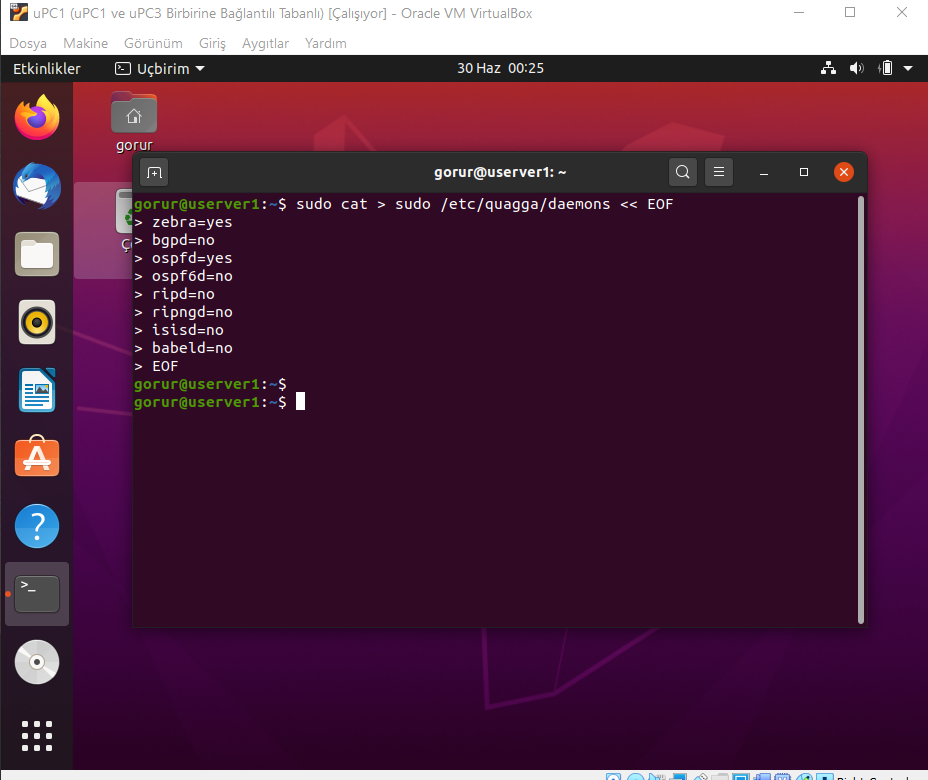 uPC1 (uPC1 ve uPC3 Birbirine Bağlantılı Tabanlı) [Çalışıyor] - Oracle VM VirtualBox
Dosya Makine Görünüm Giriş Aygıtlar Yardım
Etkinlikler Uçbirim 30 Haz 00:25
gorur
gorur@userver1: ~
gorur@userver1:~$ sudo cat > sudo /etc/quagga/daemons << EOF
> zebra=yes
> bgpd=no
> ospfd=yes
> ospf6d=no
> ripd=no
> ripngd=no
> isisd=no
> babeld=no
> EOF
gorur@userver1:~$
gorur@userver1:~$